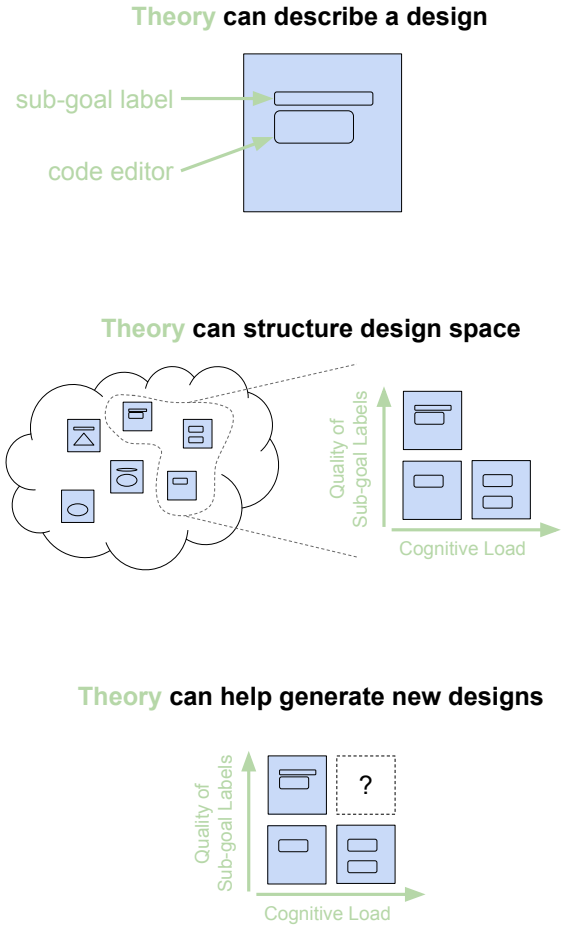 Theory can describe a design
sub-goal label
code editor
Theory can structure design space
Quality of
Sub-goal Labels
Cognitive Load
Theory can help generate new designs
Quality of
Sub-goal Labels
?
Cognitive Load